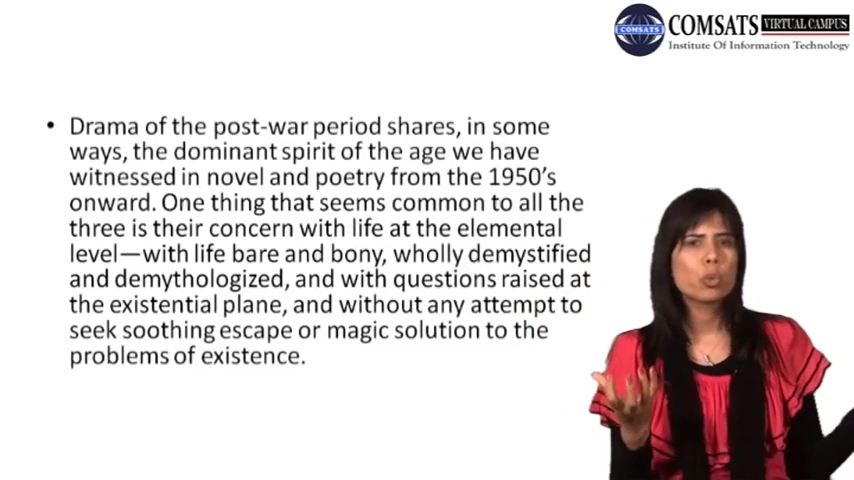 COMSATS VIRTUAL CAMPUS
Institute Of Information Technology
COMSATS
• Drama of the post-war period shares, in some
ways, the dominant spirit of the age we have
witnessed in novel and poetry from the 1950's
onward. One thing that seems common to all the
three is their concern with life at the elemental
level—with life bare and bony, wholly demystified
and demythologized, and with questions raised at
the existential plane, and without any attempt to
seek soothing escape or magic solution to the
problems of existence.